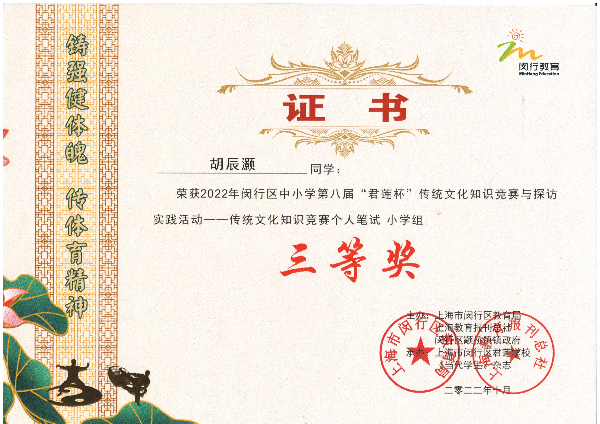 铸强健体魄 传体育精神
闵行教育
MinHang Education
证书
胡辰灏 同学：
荣获2022年闵行区中小学第八届“君莲杯”传统文化知识竞赛与探访
实践活动——传统文化知识竞赛个人笔试 小学组
三等奖
主办：上海市闵行区教育局
上海教育报刊总社
闵行区颛桥镇镇政府
承办：上海市闵行区君莲学校
《当代学生》杂志
二〇二二年十月
上海市闵行区教育局
上海教育报刊总社